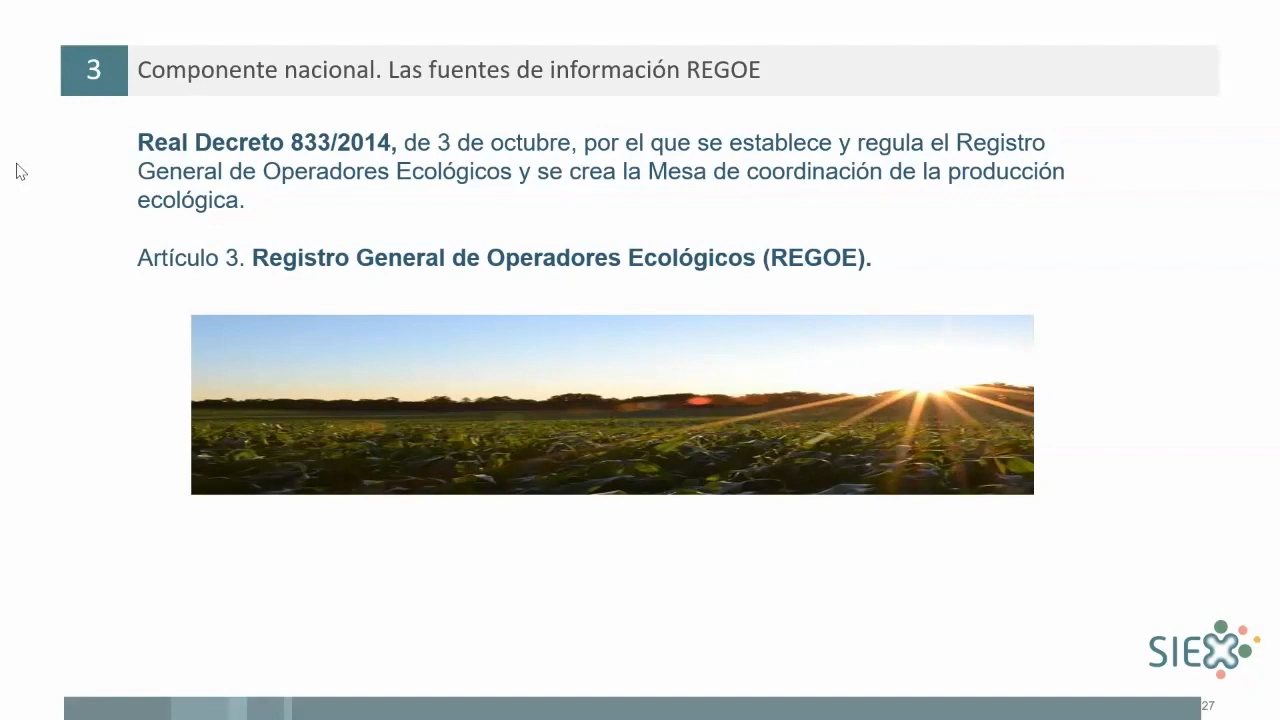 3
Componente nacional. Las fuentes de información REGOE
Real Decreto 833/2014, de 3 de octubre, por el que se establece y regula el Registro
General de Operadores Ecológicos y se crea la Mesa de coordinación de la producción
ecológica.
Artículo 3. Registro General de Operadores Ecológicos (REGOE).
SIEX
27